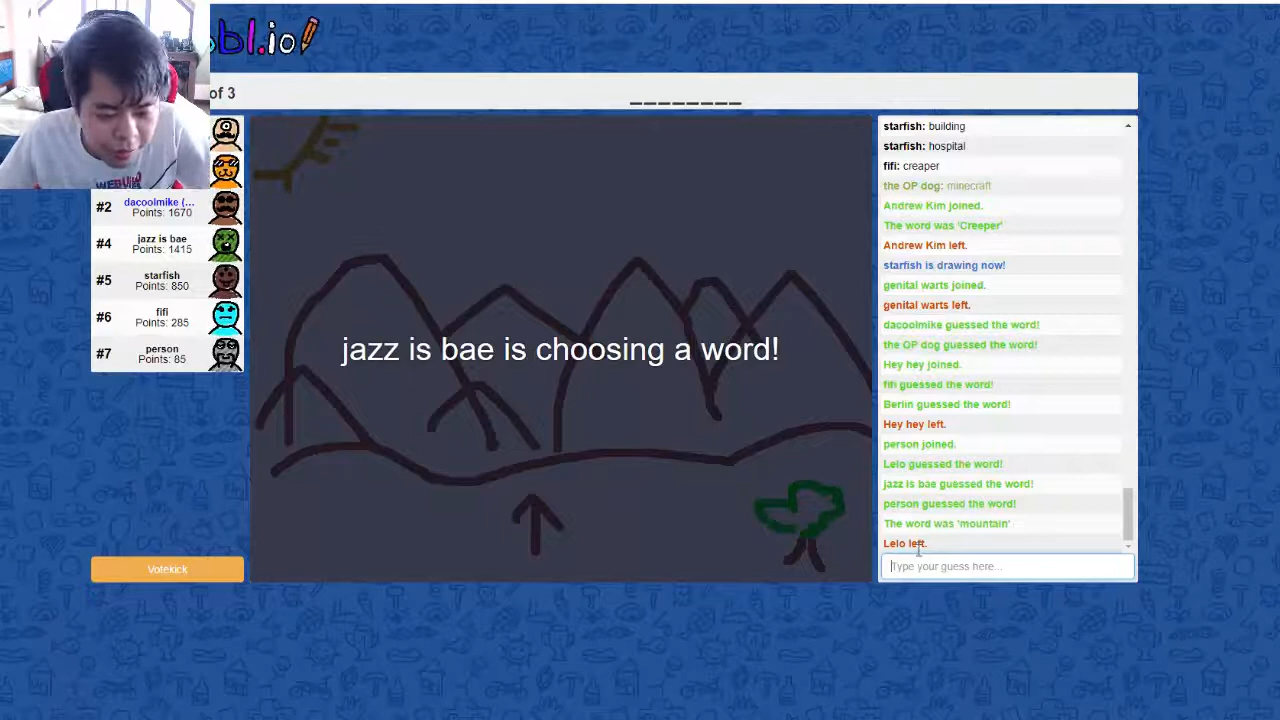 bl.io
of 3
________
#2
dacoolmike (...
Points: 1670
#4
jazz is bae
Points: 1415
#5
starfish
Points: 850
#6
fifi
Points: 285
#7
person
Points: 85
Votekick
jazz is bae is choosing a word!
starfish: building
starfish: hospital
fifi: creaper
the OP dog: minecraft
Andrew Kim joined.
The word was 'Creeper'
Andrew Kim left.
starfish is drawing now!
genital warts joined.
genital warts left.
dacoolmike guessed the word!
the OP dog guessed the word!
Hey hey joined.
fifi guessed the word!
Berlin guessed the word!
Hey hey left.
person joined.
Lelo guessed the word!
jazz is bae guessed the word!
person guessed the word!
The word was 'mountain'
Lelo left.
Type your guess here...